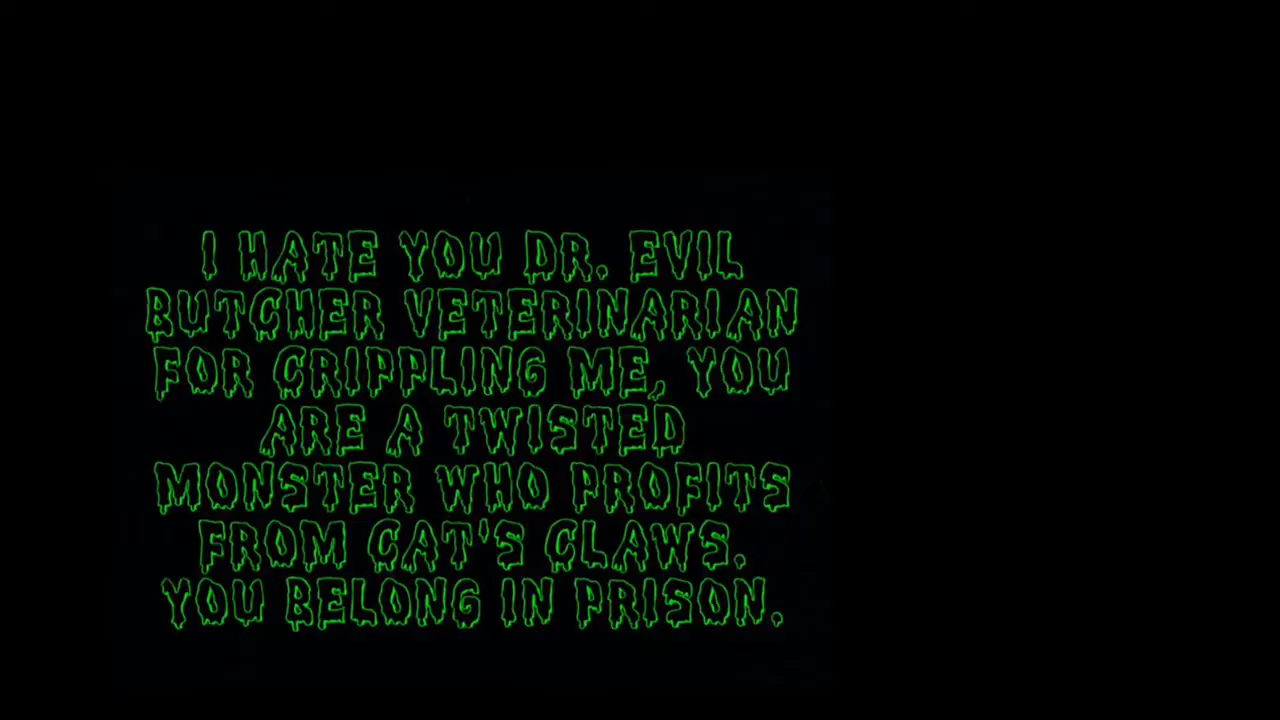 I HATE YOU DR. EVIL
BUTCHER VETERINARIAN
FOR CRIPPLING ME, YOU
ARE A TWISTED
MONSTER WHO PROFITS
FROM CAT'S CLAWS.
YOU BELONG IN PRISON.